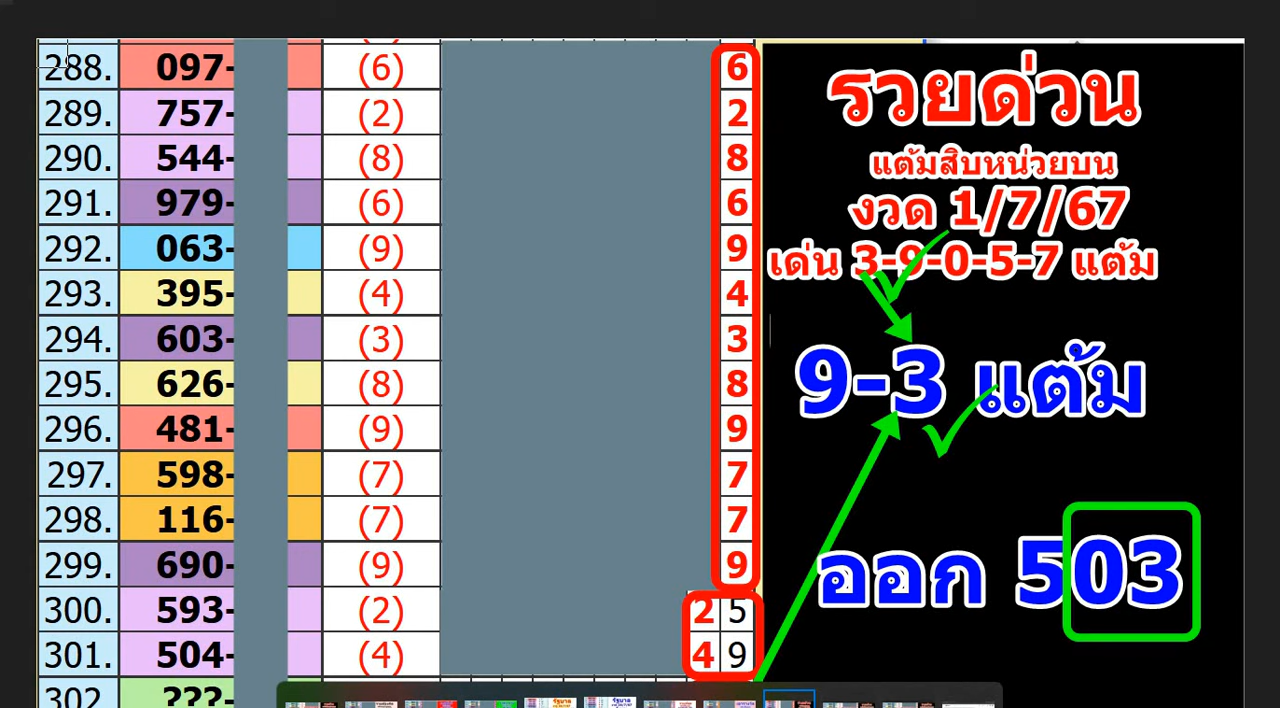 288. 097- (6) 6
289. 757- (2) 2
290. 544- (8) 8
291. 979- (6) 6
292. 063- (9) 9
293. 395- (4) 4
294. 603- (3) 3
295. 626- (8) 8
296. 481- (9) 9
297. 598- (7) 7
298. 116- (7) 7
299. 690- (9) 9
300. 593- (2) 2 5
301. 504- (4) 4 9
302. ???-
รวยด่วน
แต้มสิบหน่วยบน
งวด 1/7/67
เด่น 3-9-0-5-7 แต้ม
9-3 แต้ม
ออก 503